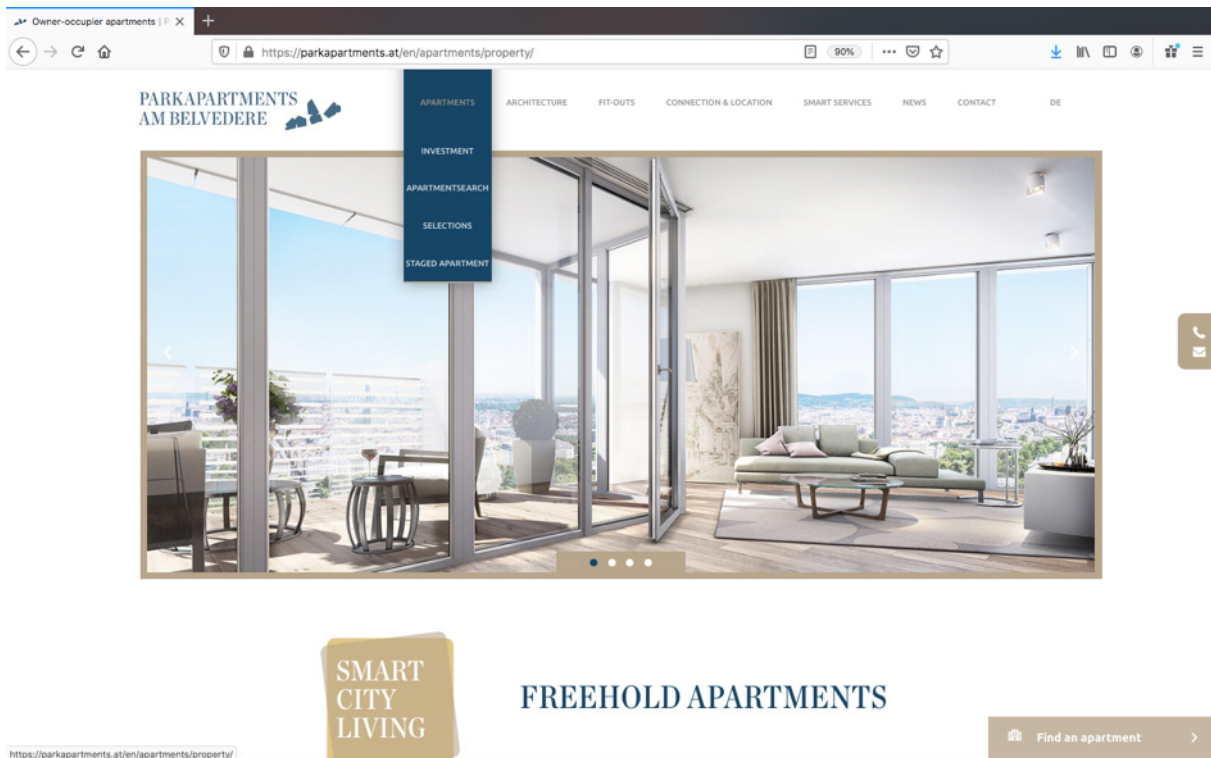 Owner-occupier apartments | P
https://parkapartments.at/en/apartments/property/
90%
PARKAPARTMENTS
AM BELVEDERE
APARTMENTS
ARCHITECTURE
FIT-OUTS
CONNECTION & LOCATION
SMART SERVICES
NEWS
CONTACT
DE
INVESTMENT
APARTMENTSEARCH
SELECTIONS
STAGED APARTMENT
SMART
CITY
LIVING
FREEHOLD APARTMENTS
Find an apartment
https://parkapartments.at/en/apartments/property/